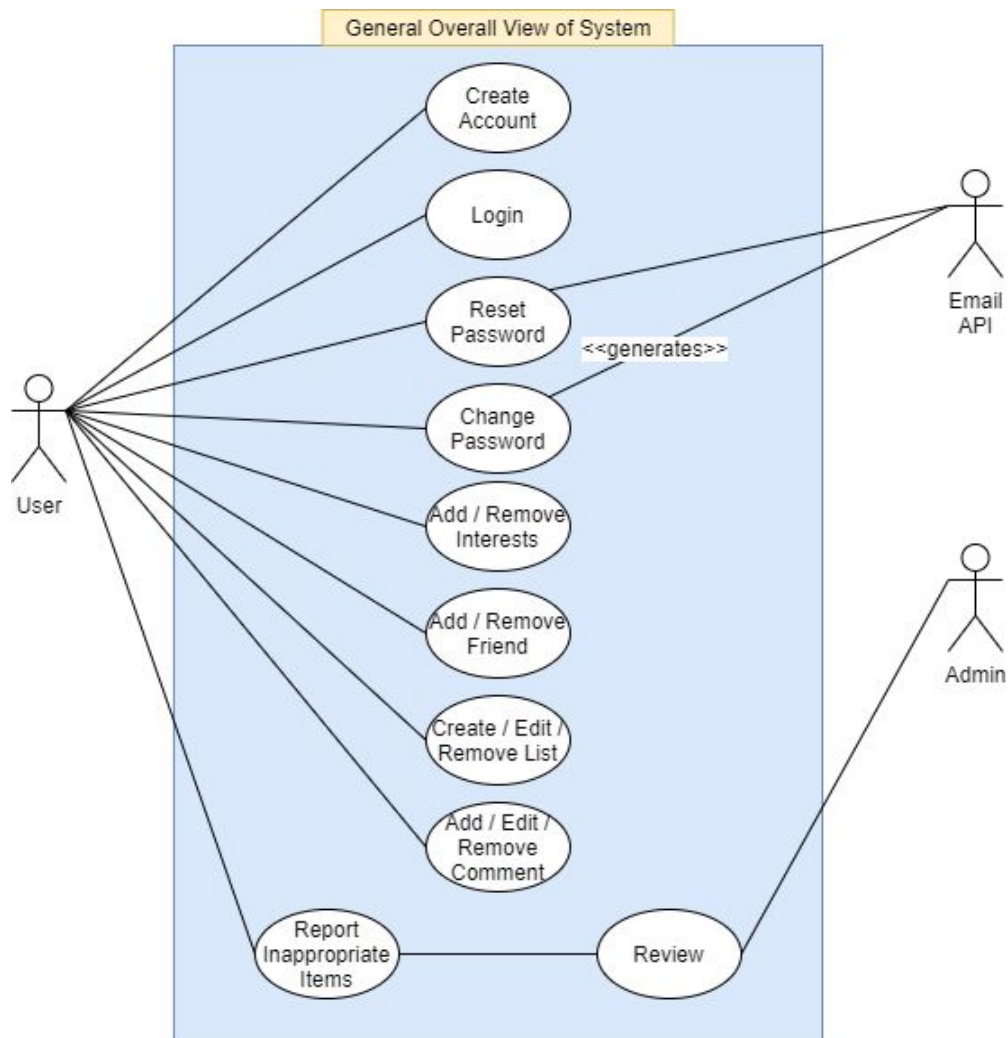 General Overall View of System
Create
Account
Login
Reset
Password
Email
API
<<generates>>
Change
Password
User
Add / Remove
Interests
Add / Remove
Friend
Admin
Create / Edit /
Remove List
Add / Edit /
Remove
Comment
Report
Inappropriate
Items
Review